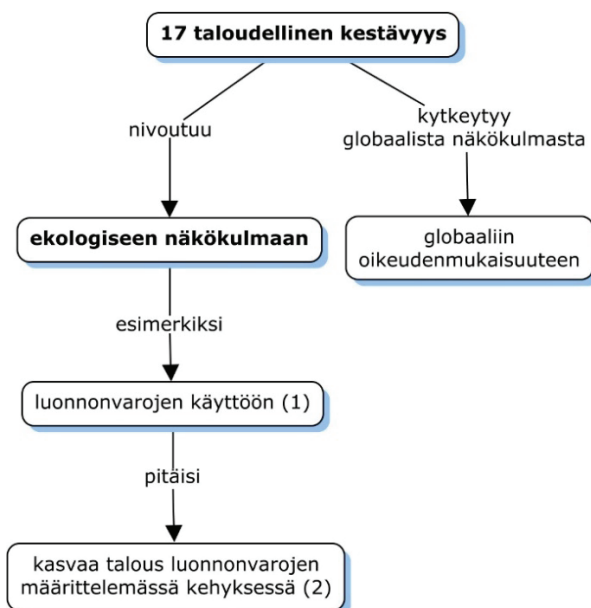 17 taloudellinen kestävyys
nivoutuu
kytkeytyy
globaalista näkökulmasta
ekologiseen näkökulmaan
globaaliin
oikeudenmukaisuuteen
esimerkiksi
luonnonvarojen käyttöön (1)
pitäisi
kasvaa talous luonnonvarojen
määrittelemässä kehyksessä (2)